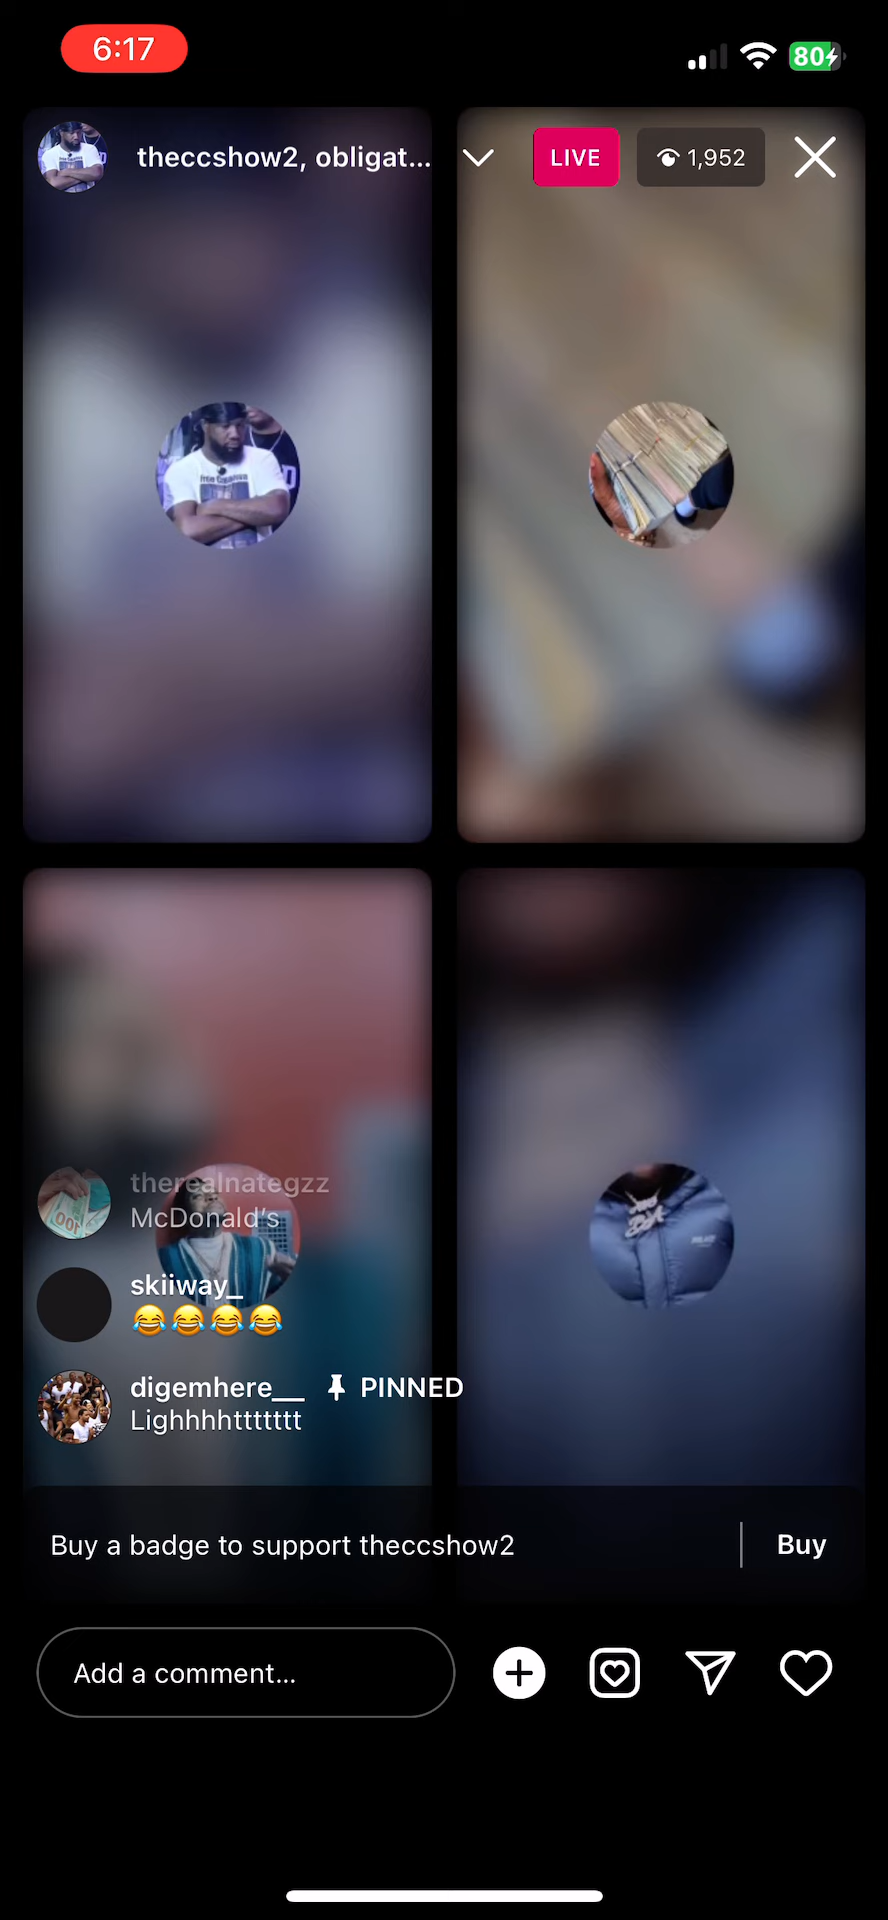 6:17
80
theccshow2, obligat...
LIVE
1,952
therealnategzz
McDonald's
skiiway_
😂😂😂😂
digemhere__ PINNED
Lighhhhttttttt
Buy a badge to support theccshow2
Buy
Add a comment...